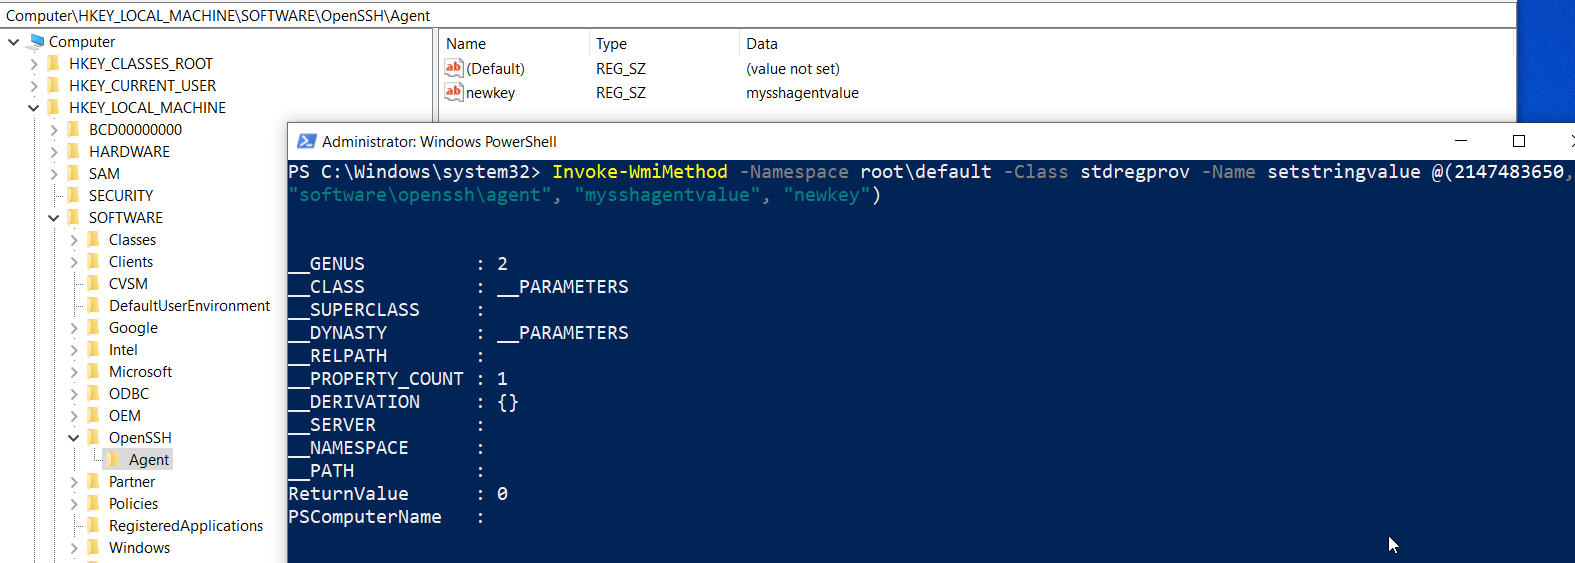 Computer\HKEY_LOCAL_MACHINE\SOFTWARE\OpenSSH\Agent
Computer
HKEY_CLASSES_ROOT
HKEY_CURRENT_USER
HKEY_LOCAL_MACHINE
BCD00000000
HARDWARE
SAM
SECURITY
SOFTWARE
Classes
Clients
CVSM
DefaultUserEnvironment
Google
Intel
Microsoft
ODBC
OEM
OpenSSH
Agent
Partner
Policies
RegisteredApplications
Windows
Name Type Data
ab (Default) REG_SZ (value not set)
ab newkey REG_SZ mysshagentvalue
Administrator: Windows PowerShell
PS C:\Windows\system32> Invoke-WmiMethod -Namespace root\default -Class stdregprov -Name setstringvalue @(2147483650,
"software\openssh\agent", "mysshagentvalue", "newkey")
__GENUS : 2
__CLASS : __PARAMETERS
__SUPERCLASS :
__DYNASTY : __PARAMETERS
__RELPATH :
__PROPERTY_COUNT : 1
__DERIVATION : {}
__SERVER :
__NAMESPACE :
__PATH :
ReturnValue : 0
PSComputerName :